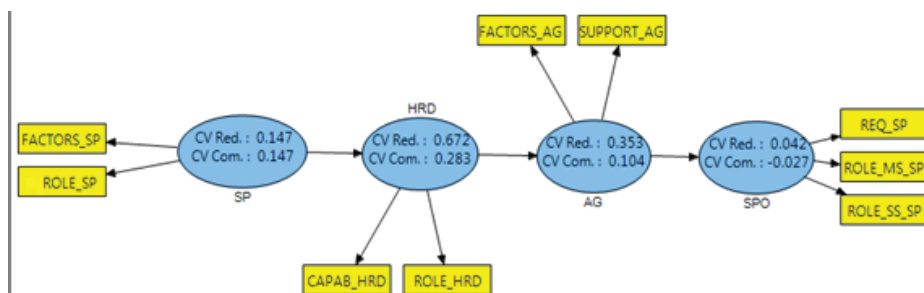 FACTORS_AG
SUPPORT_AG
HRD
FACTORS_SP
ROLE_SP
CV Red. : 0.147
CV Com. : 0.147
SP
CV Red. : 0.672
CV Com. : 0.283
CV Red. : 0.353
CV Com. : 0.104
AG
CV Red. : 0.042
CV Com. : -0.027
SPO
REQ_SP
ROLE_MS_SP
ROLE_SS_SP
CAPAB_HRD
ROLE_HRD